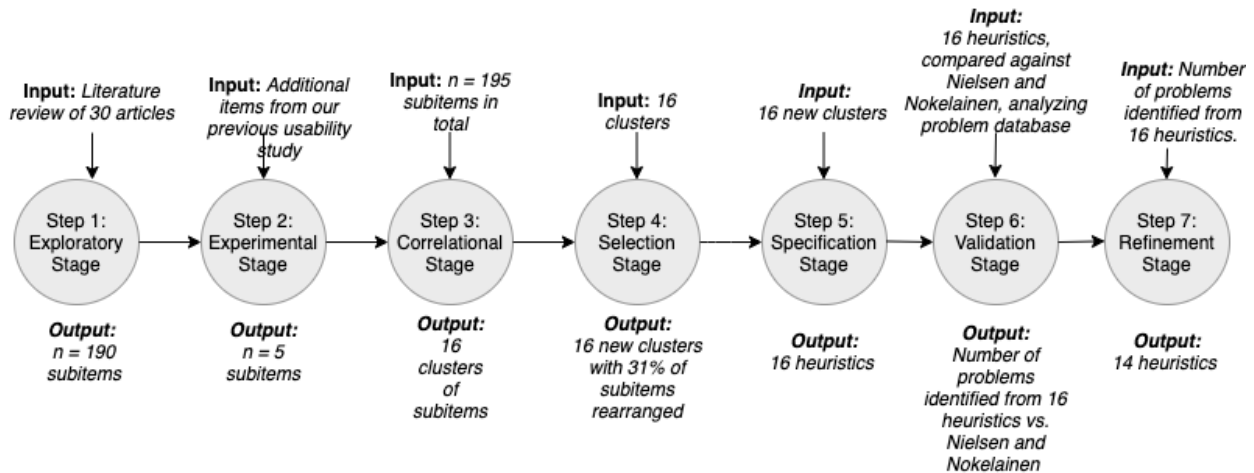 Input: Literature
review of 30 articles
Step 1:
Exploratory
Stage
Output:
n = 190
subitems
Input: Additional
items from our
previous usability
study
Step 2:
Experimental
Stage
Output:
n = 5
subitems
Input: n = 195
subitems in
total
Step 3:
Correlational
Stage
Output:
16
clusters
of
subitems
Input: 16
clusters
Step 4:
Selection
Stage
Output:
16 new clusters
with 31% of
subitems
rearranged
Input:
16 new clusters
Step 5:
Specification
Stage
Output:
16 heuristics
Input:
16 heuristics,
compared against
Nielsen and
Nokelainen, analyzing
problem database
Step 6:
Validation
Stage
Output:
Number of
problems
identified from 16
heuristics vs.
Nielsen and
Nokelainen
Input: Number
of problems
identified from
16 heuristics.
Step 7:
Refinement
Stage
Output:
14 heuristics